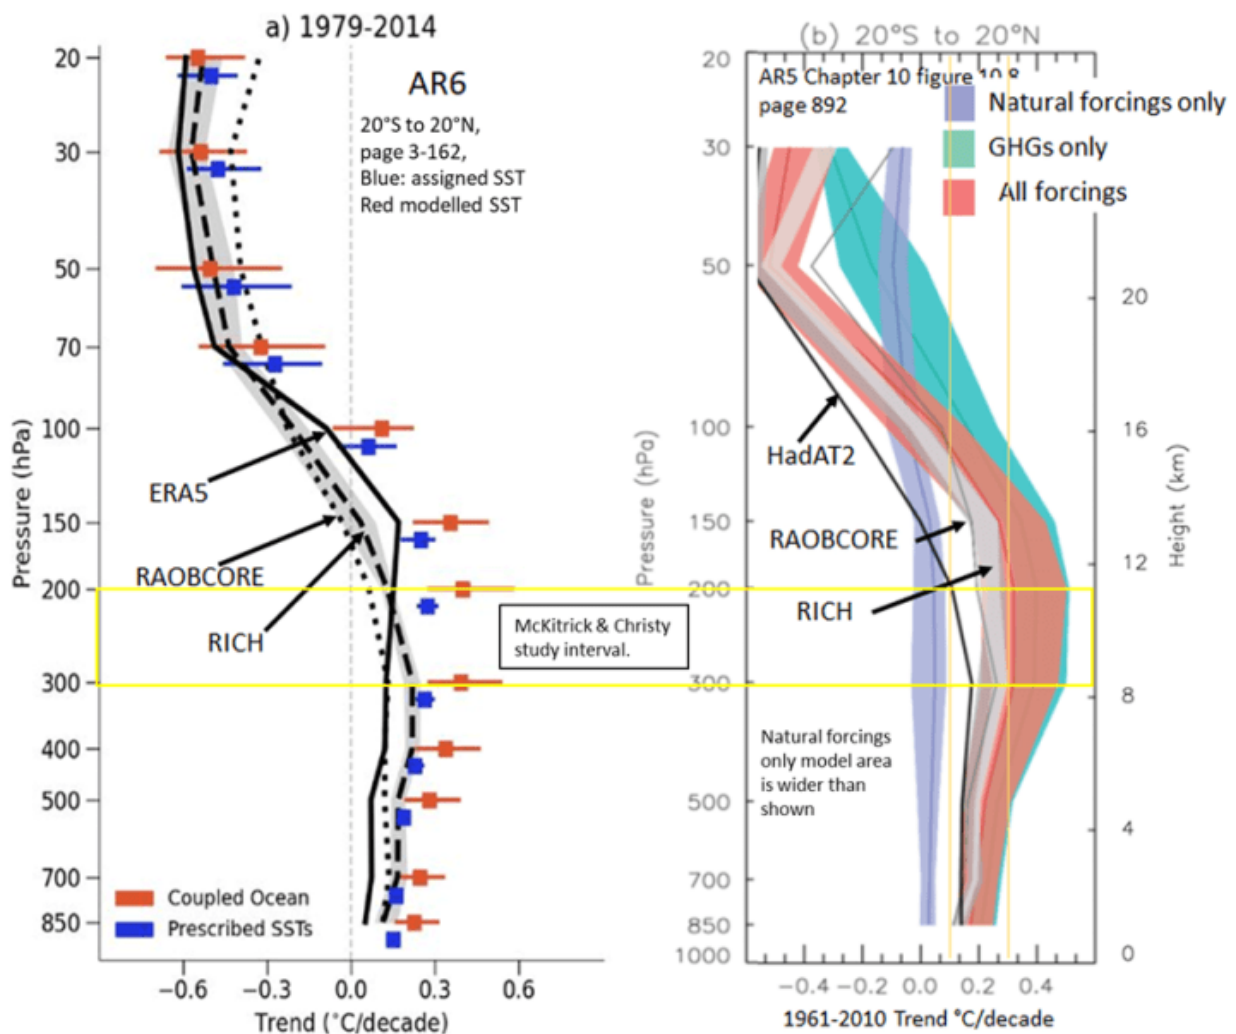 a) 1979-2014
AR6
20°S to 20°N,
page 3-162,
Blue: assigned SST
Red modelled SST
20
30
50
70
100
150
200
300
400
500
700
850
Pressure (hPa)
ERA5
RAOBCORE
RICH
McKitrick & Christy
study interval.
Coupled Ocean
Prescribed SSTs
−0.6 −0.3 0.0 0.3 0.6
Trend (°C/decade)
(b) 20°S to 20°N
AR5 Chapter 10 figure 10.8
page 892
Natural forcings only
GHGs only
All forcings
20
30
50
100
150
200
300
500
700
850
1000
Pressure (hPa)
HadAT2
RAOBCORE
RICH
Natural forcings
only model area
is wider than
shown
20
16
12
8
4
0
Height (km)
−0.4 −0.2 0.0 0.2 0.4
1961-2010 Trend °C/decade